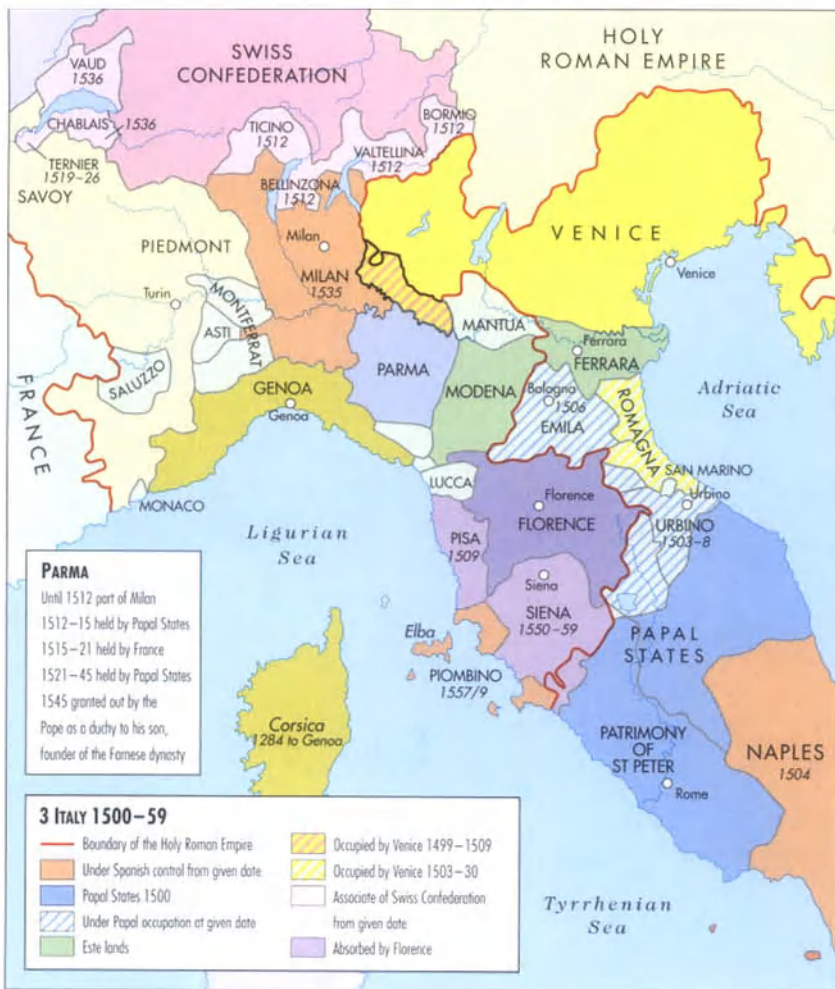 VAUD
1536
SWISS
CONFEDERATION
HOLY
ROMAN EMPIRE
CHABLAIS
1536
TERNIER
1519–26
SAVOY
TICINO
1512
BORMIO
1512
VALTELLINA
1512
BELLINZONA
1512
PIEDMONT
Milan
MILAN
1535
VENICE
Venice
Turin
MONTFERRAT
ASTI
MANTUA
SALUZZO
PARMA
Ferrara
FERRARA
FRANCE
GENOA
Genoa
MODENA
Bologna
1506
EMILA
ROMAGNA
Adriatic
Sea
MONACO
LUCCA
SAN MARINO
Urbino
URBINO
1503–8
Florence
FLORENCE
PISA
1509
Ligurian
Sea
Siena
SIENA
1550–59
Elba
PIOMBINO
1557/9
PAPAL
STATES
Corsica
1284 to Genoa
PATRIMONY
OF
ST PETER
Rome
NAPLES
1504
Tyrrhenian
Sea
PARMA
Until 1512 part of Milan
1512–15 held by Papal States
1515–21 held by France
1521–45 held by Papal States
1545 granted out by the
Pope as a duchy to his son,
founder of the Farnese dynasty
3 ITALY 1500–59
Boundary of the Holy Roman Empire
Under Spanish control from given date
Papal States 1500
Under Papal occupation at given date
Este lands
Occupied by Venice 1499–1509
Occupied by Venice 1503–30
Associate of Swiss Confederation
from given date
Absorbed by Florence